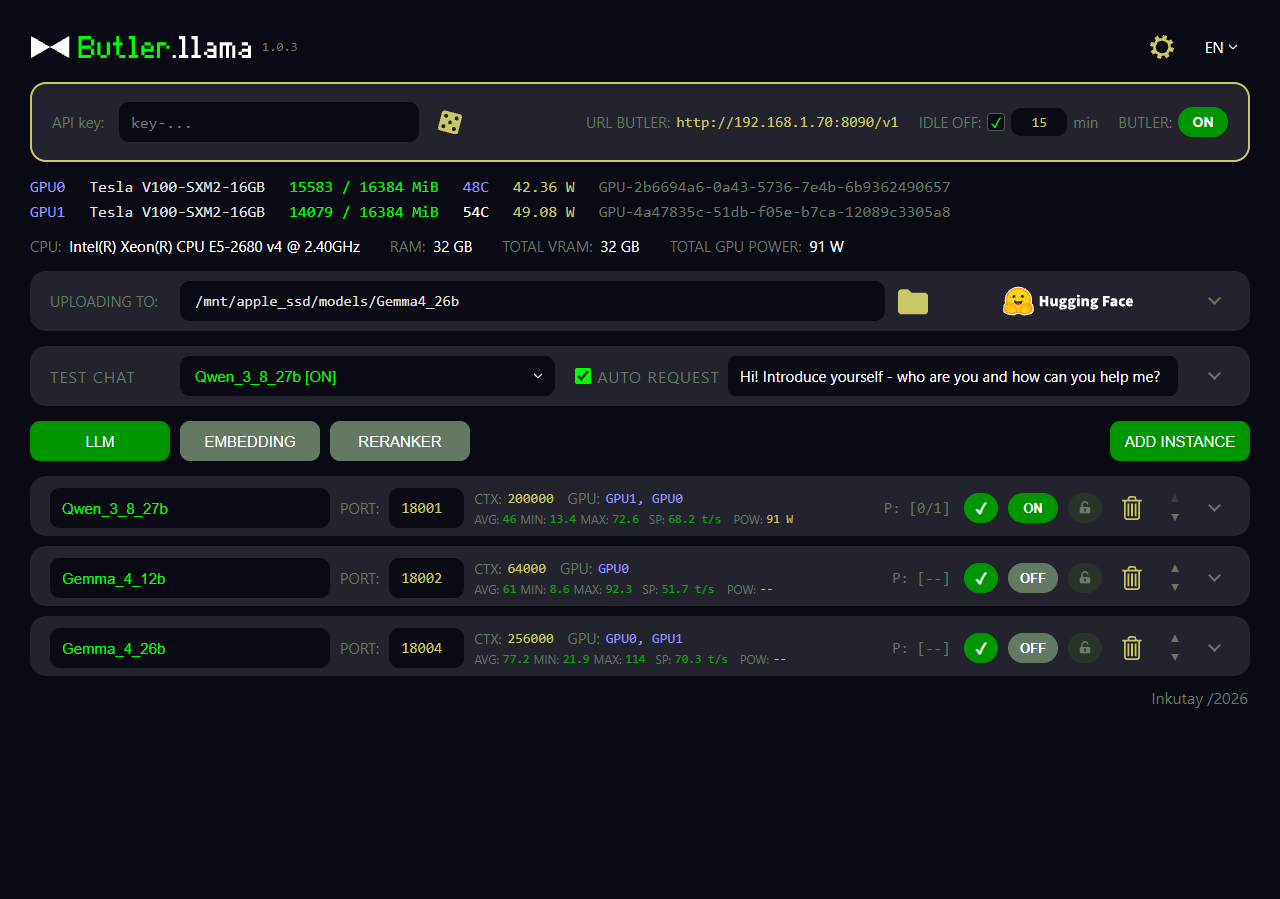 Butler.llama 1.0.3 EN
API key: key-... URL BUTLER: http://192.168.1.70:8090/v1 IDLE OFF: 15 min BUTLER: ON
GPU0 Tesla V100-SXM2-16GB 15583 / 16384 MiB 48C 42.36 W GPU-2b6694a6-0a43-5736-7e4b-6b9362490657
GPU1 Tesla V100-SXM2-16GB 14079 / 16384 MiB 54C 49.08 W GPU-4a47835c-51db-f05e-b7ca-12089c3305a8
CPU: Intel(R) Xeon(R) CPU E5-2680 v4 @ 2.40GHz RAM: 32 GB TOTAL VRAM: 32 GB TOTAL GPU POWER: 91 W
UPLOADING TO: /mnt/apple_ssd/models/Gemma4_26b Hugging Face
TEST CHAT Qwen_3_8_27b [ON] AUTO REQUEST Hi! Introduce yourself - who are you and how can you help me?
LLM EMBEDDING RERANKER ADD INSTANCE
Qwen_3_8_27b PORT: 18001 CTX: 200000 GPU: GPU1, GPU0 P: [0/1] ON
AVG: 46 MIN: 13.4 MAX: 72.6 SP: 68.2 t/s POW: 91 W
Gemma_4_12b PORT: 18002 CTX: 64000 GPU: GPU0 P: [--] OFF
AVG: 61 MIN: 8.6 MAX: 92.3 SP: 51.7 t/s POW: --
Gemma_4_26b PORT: 18004 CTX: 256000 GPU: GPU0, GPU1 P: [--] OFF
AVG: 77.2 MIN: 21.9 MAX: 114 SP: 70.3 t/s POW: --
Inkutay /2026